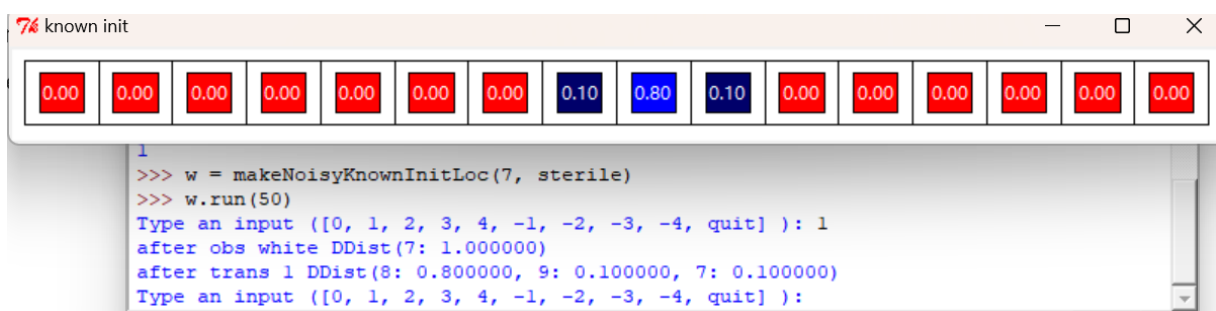 known init
0.00 0.00 0.00 0.00 0.00 0.00 0.00 0.10 0.80 0.10 0.00 0.00 0.00 0.00 0.00 0.00
1
>>> w = makeNoisyKnownInitLoc(7, sterile)
>>> w.run(50)
Type an input ([0, 1, 2, 3, 4, -1, -2, -3, -4, quit] ): 1
after obs white DDist(7: 1.000000)
after trans 1 DDist(8: 0.800000, 9: 0.100000, 7: 0.100000)
Type an input ([0, 1, 2, 3, 4, -1, -2, -3, -4, quit] ):